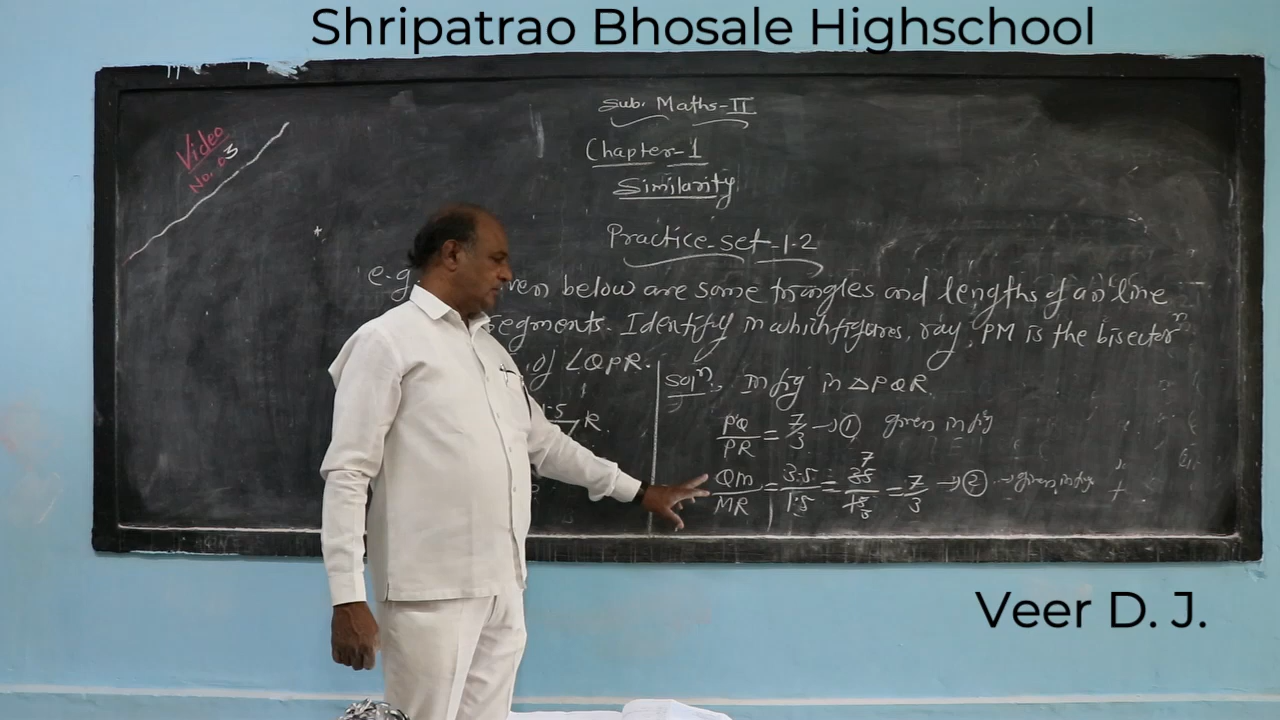 Shripatrao Bhosale Highschool
Video
No. 03
Sub. Maths-II
Chapter-1
Similarity
Practice-set-1.2
e.g. ven below are some triangles and lengths of line
segments. Identify in which figures, ray PM is the bisector
of ∠QPR.
Solⁿ. In fig in △PQR
1.5 R
PQ/PR = 7/3 → ① given in fig
QM/MR = 3.5/1.5 = 35/15 = 7/3 → ② → given in fig
Veer D. J.